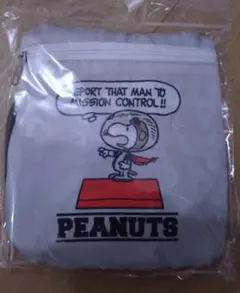 REPORT THAT MAN TO
MISSION CONTROL!!
PEANUTS